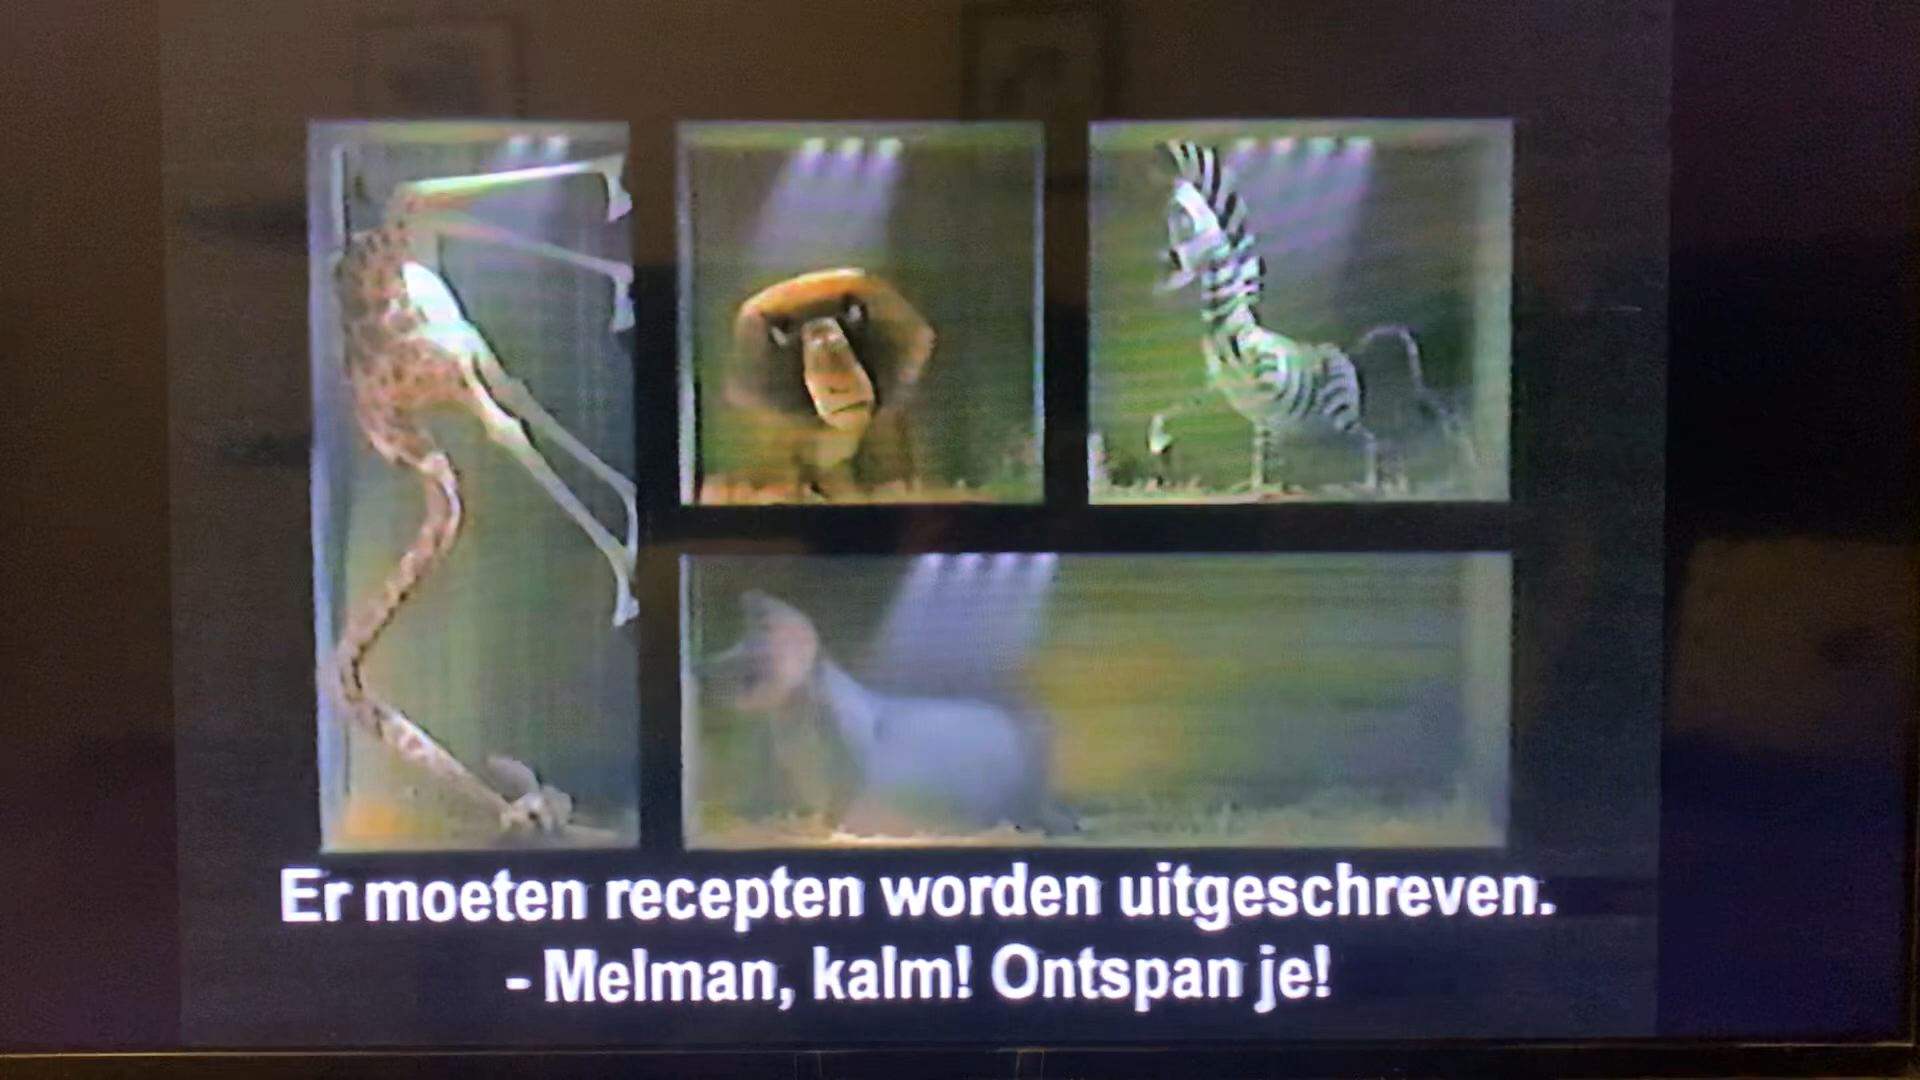 Er moeten recepten worden uitgeschreven.
- Melman, kalm! Ontspan je!